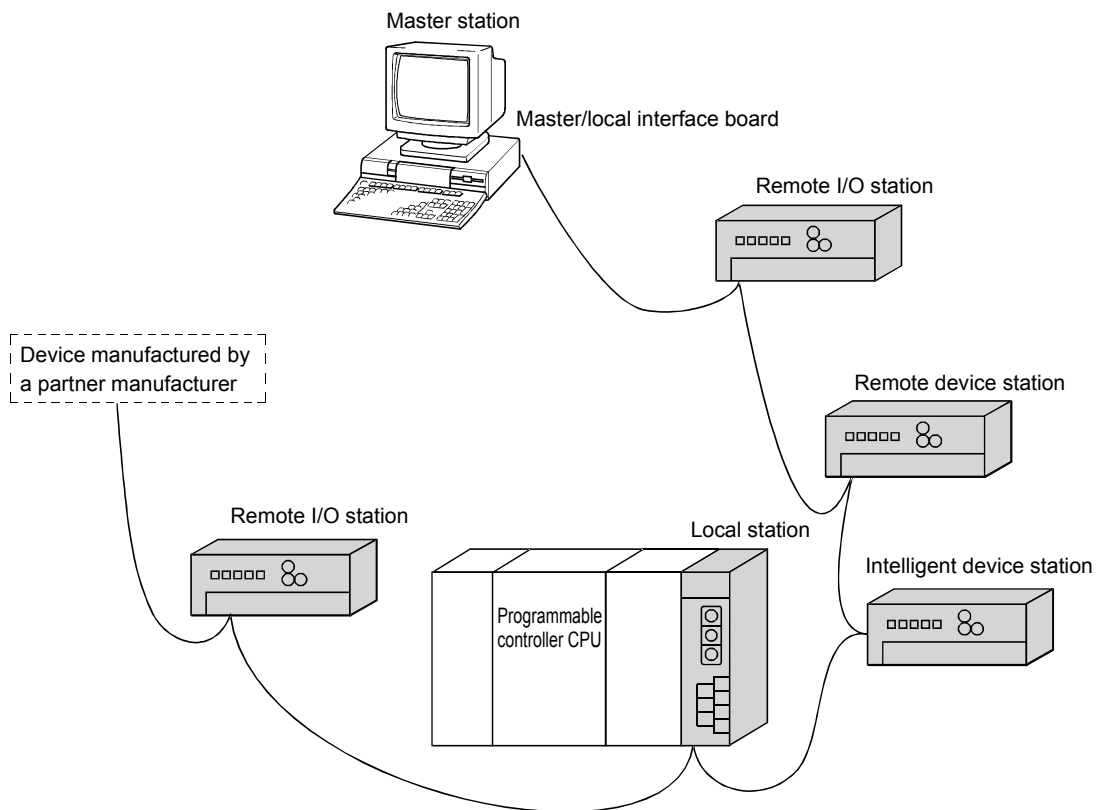 Master station
Master/local interface board
Remote I/O station
Device manufactured by
a partner manufacturer
Remote device station
Remote I/O station
Local station
Intelligent device station
Programmable
controller CPU